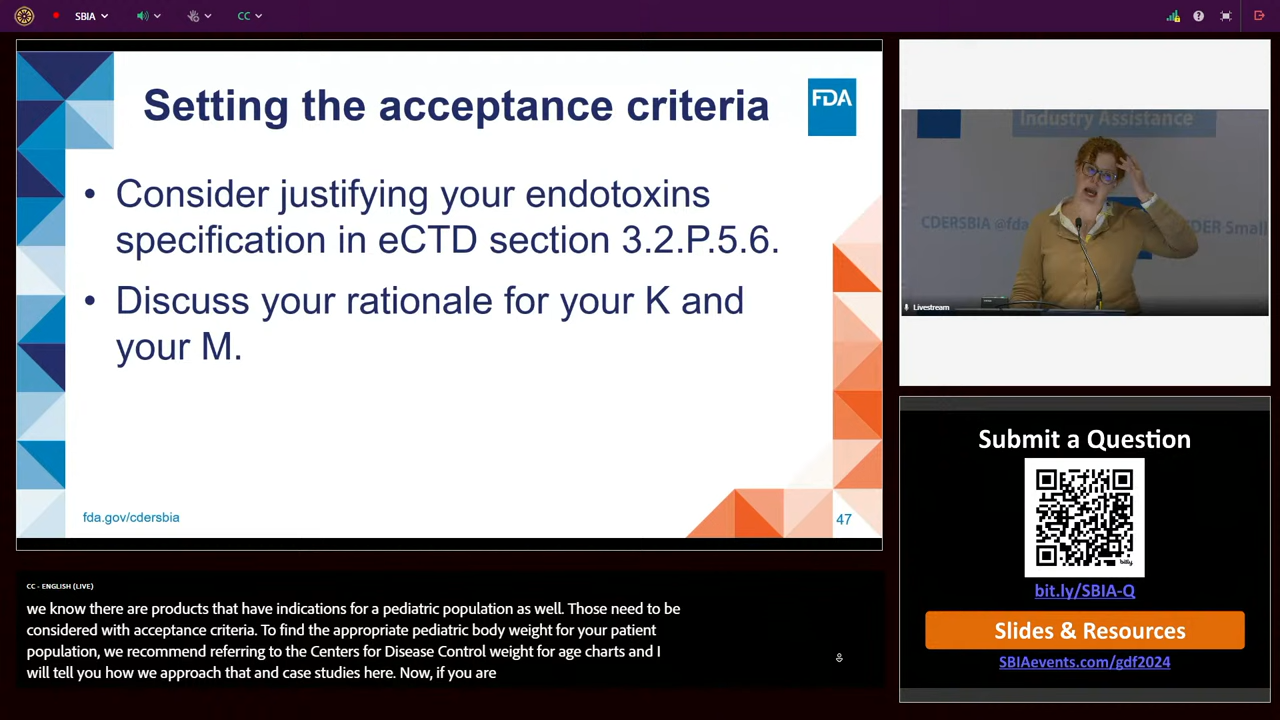 SBIA
CC
Setting the acceptance criteria
FDA
• Consider justifying your endotoxins
specification in eCTD section 3.2.P.5.6.
• Discuss your rationale for your K and
your M.
fda.gov/cdersbia
47
Industry Assistance
CDERSBIA @fda
DER Small
Livestream
Submit a Question
bitly
bit.ly/SBIA-Q
Slides & Resources
SBIAevents.com/gdf2024
CC - ENGLISH (LIVE)
we know there are products that have indications for a pediatric population as well. Those need to be
considered with acceptance criteria. To find the appropriate pediatric body weight for your patient
population, we recommend referring to the Centers for Disease Control weight for age charts and I
will tell you how we approach that and case studies here. Now, if you are